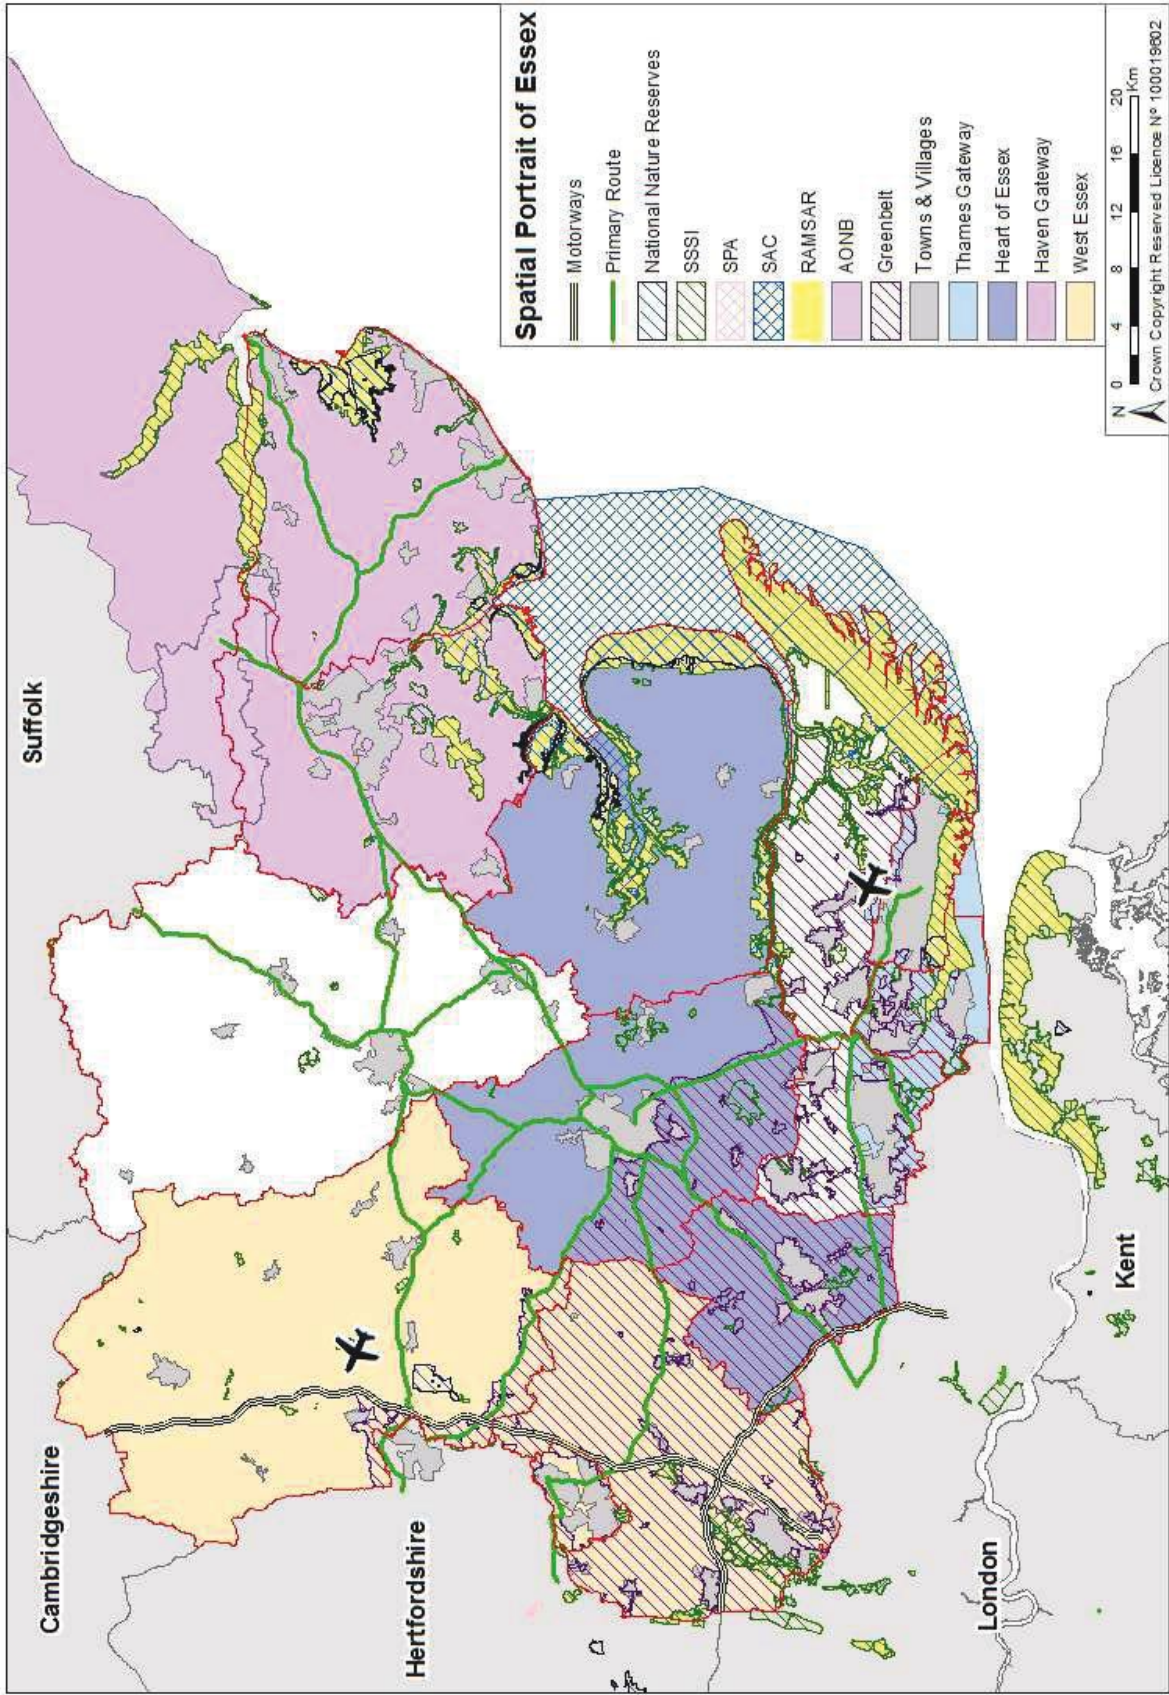 Cambridgeshire
Suffolk
Hertfordshire
London
Kent
Spatial Portrait of Essex
Motorways
Primary Route
National Nature Reserves
SSSI
SPA
SAC
RAMSAR
AONB
Greenbelt
Towns & Villages
Thames Gateway
Heart of Essex
Haven Gateway
West Essex
N 0 4 8 12 16 20
Km
Crown Copyright Reserved Licence Nº 100019602